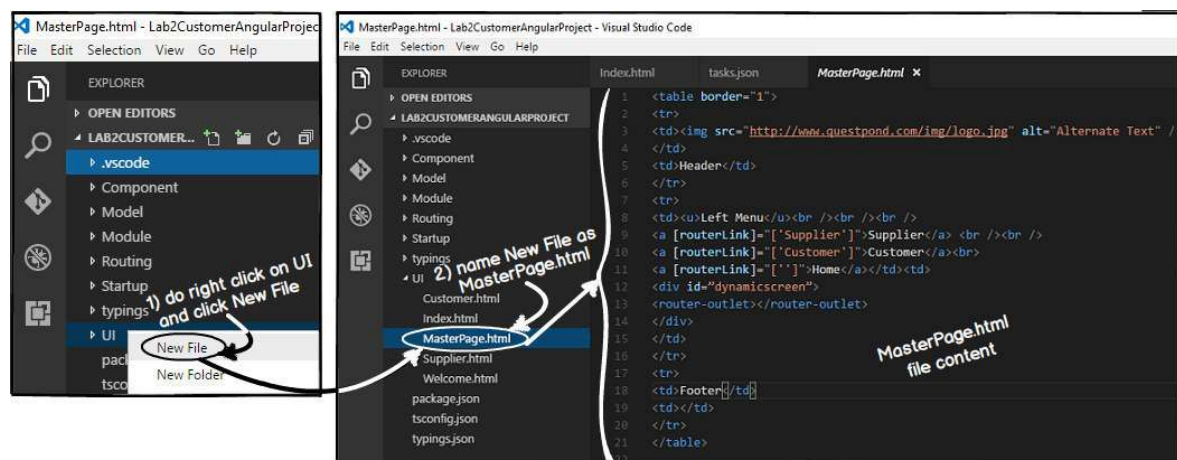 MasterPage.html - Lab2CustomerAngularProjec
File Edit Selection View Go Help
EXPLORER
OPEN EDITORS
LAB2CUSTOMER...
.vscode
Component
Model
Module
Routing
Startup
typings
UI
pac
tsco
New File
New Folder
1) do right click on UI
and click New File
MasterPage.html - Lab2CustomerAngularProject - Visual Studio Code
File Edit Selection View Go Help
EXPLORER
OPEN EDITORS
LAB2CUSTOMERANGULARPROJECT
.vscode
Component
Model
Module
Routing
Startup
typings
UI
Customer.html
Index.html
MasterPage.html
Supplier.html
Welcome.html
package.json
tsconfig.json
typings.json
2) name New File as
MasterPage.html
Index.html tasks.json MasterPage.html ×
1 <table border="1">
2 <tr>
3 <td><img src="http://www.questpond.com/img/logo.jpg" alt="Alternate Text" /
4 </td>
5 <td>Header</td>
6 </tr>
7 <tr>
8 <td><u>Left Menu</u><br /><br /><br />
9 <a [routerLink]="['Supplier']">Supplier</a> <br /><br />
10 <a [routerLink]="['Customer']">Customer</a><br>
11 <a [routerLink]="['']">Home</a></td><td>
12 <div id="dynamicscreen">
13 <router-outlet></router-outlet>
14 </div>
15 </td>
16 </tr>
17 <tr>
18 <td>Footer</td>
19 <td></td>
20 </tr>
21 </table>
MasterPage.html
file content